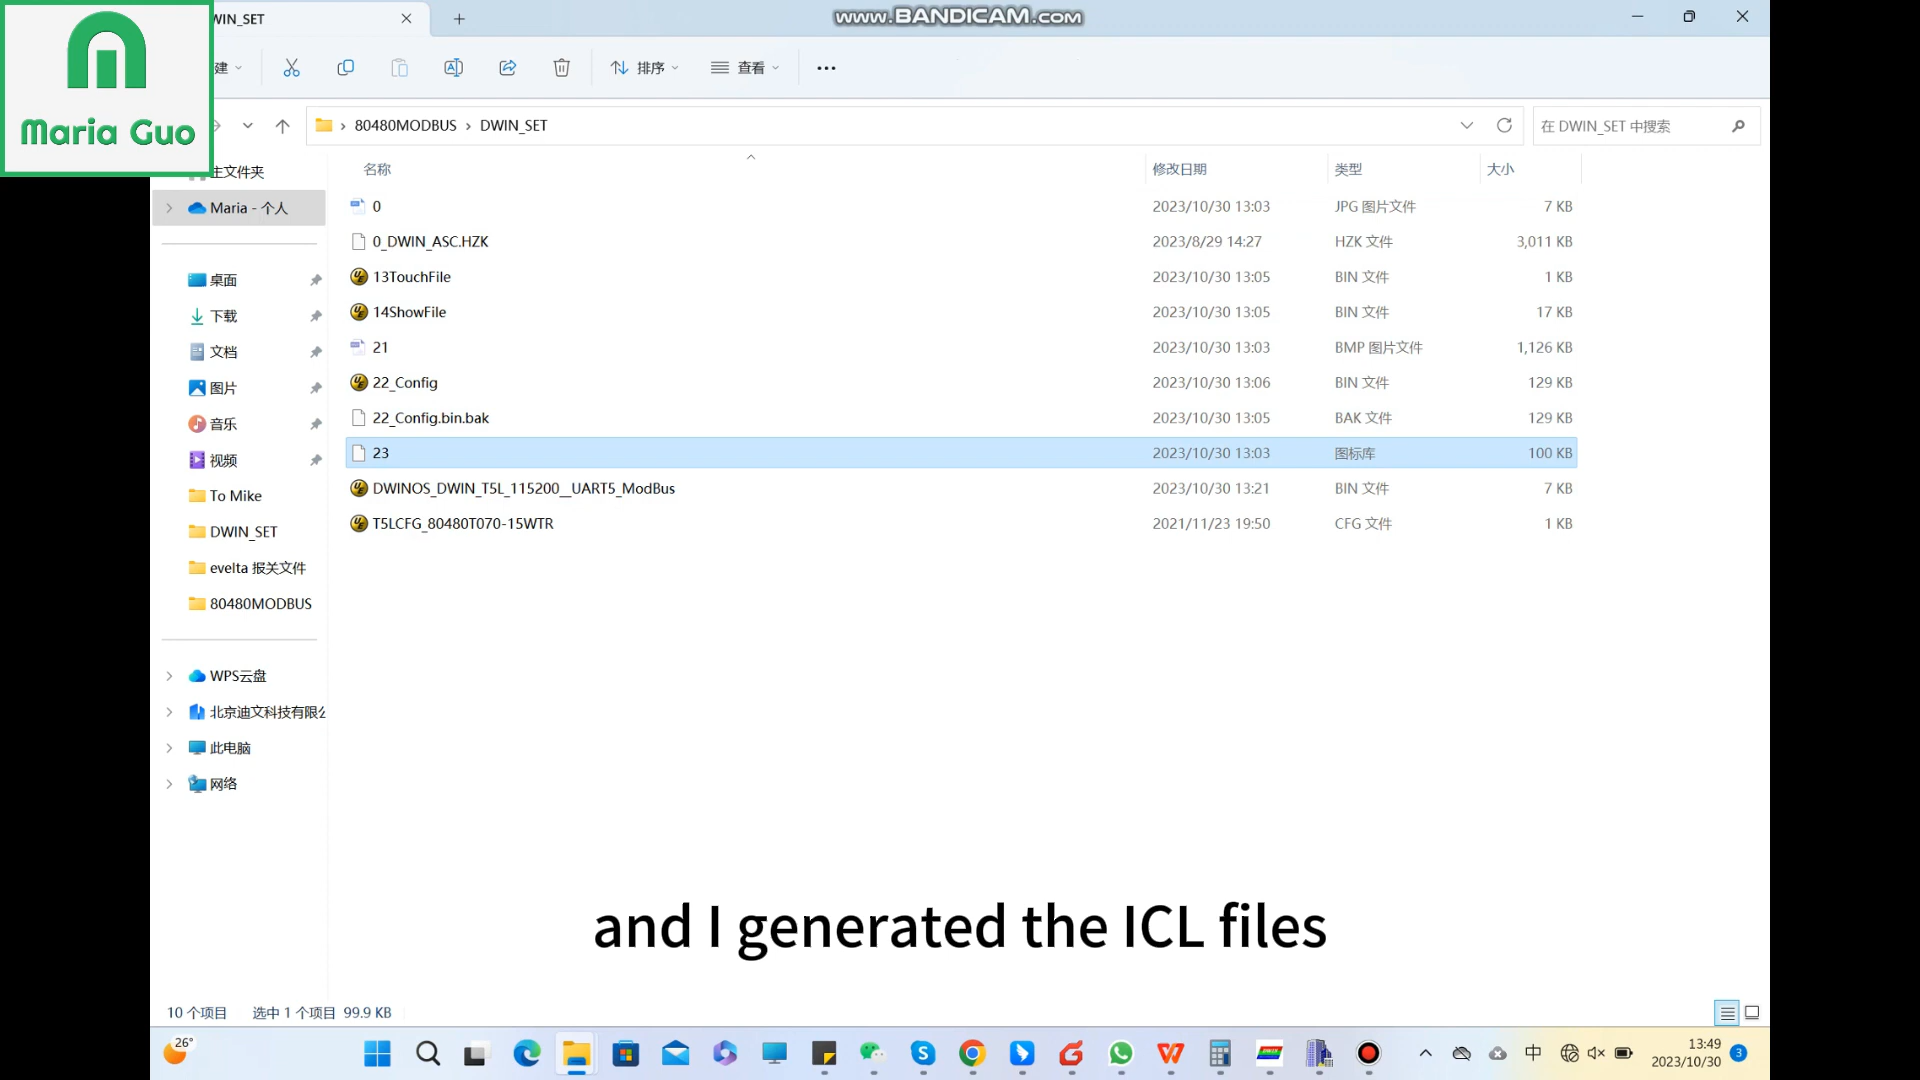 WIN_SET
www.BANDICAM.com
建
排序
查看
Maria Guo
80480MODBUS
DWIN_SET
在 DWIN_SET 中搜索
名称 修改日期 类型 大小
主文件夹
Maria - 个人
桌面
下载
文档
图片
音乐
视频
To Mike
DWIN_SET
evelta 报关文件
80480MODBUS
WPS云盘
北京迪文科技有限公
此电脑
网络
0 2023/10/30 13:03 JPG 图片文件 7 KB
0_DWIN_ASC.HZK 2023/8/29 14:27 HZK 文件 3,011 KB
13TouchFile 2023/10/30 13:05 BIN 文件 1 KB
14ShowFile 2023/10/30 13:05 BIN 文件 17 KB
21 2023/10/30 13:03 BMP 图片文件 1,126 KB
22_Config 2023/10/30 13:06 BIN 文件 129 KB
22_Config.bin.bak 2023/10/30 13:05 BAK 文件 129 KB
23 2023/10/30 13:03 图标库 100 KB
DWINOS_DWIN_T5L_115200__UART5_ModBus 2023/10/30 13:21 BIN 文件 7 KB
T5LCFG_80480T070-15WTR 2021/11/23 19:50 CFG 文件 1 KB
and I generated the ICL files
10 个项目 选中 1 个项目 99.9 KB
26°
中
13:49
2023/10/30
3